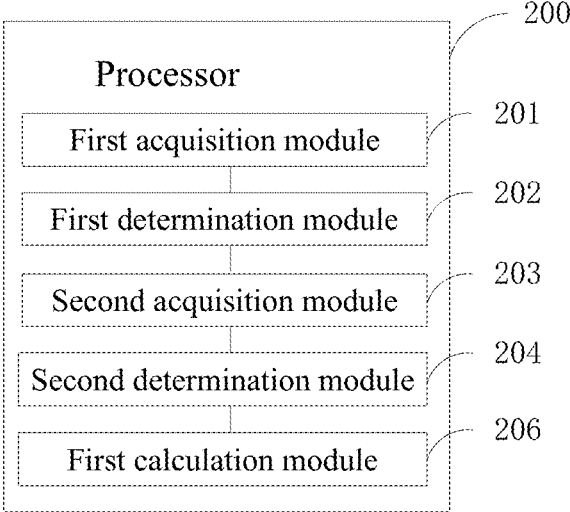 200
Processor
First acquisition module
201
First determination module
202
Second acquisition module
203
Second determination module
204
First calculation module
206